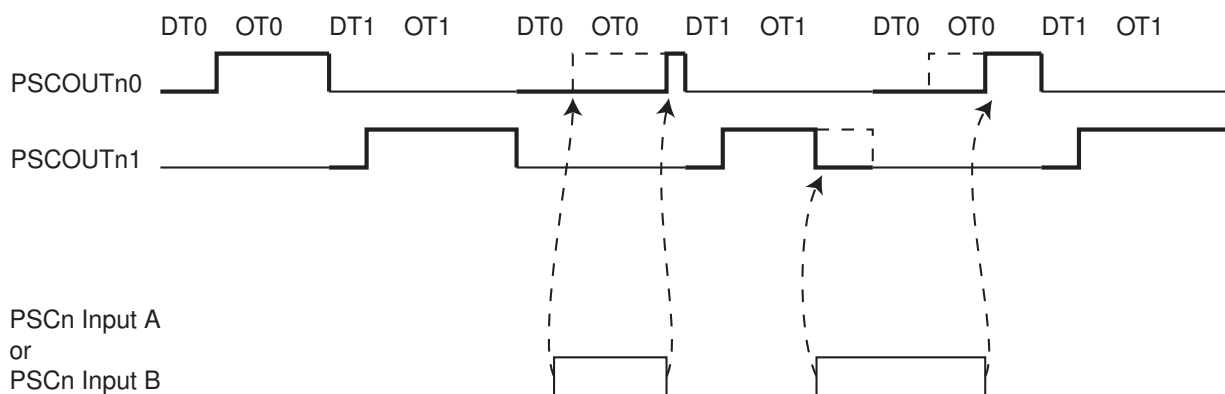 DT0 OT0 DT1 OT1 DT0 OT0 DT1 OT1 DT0 OT0 DT1 OT1
PSCOUTn0
PSCOUTn1
PSCn Input A
or
PSCn Input B